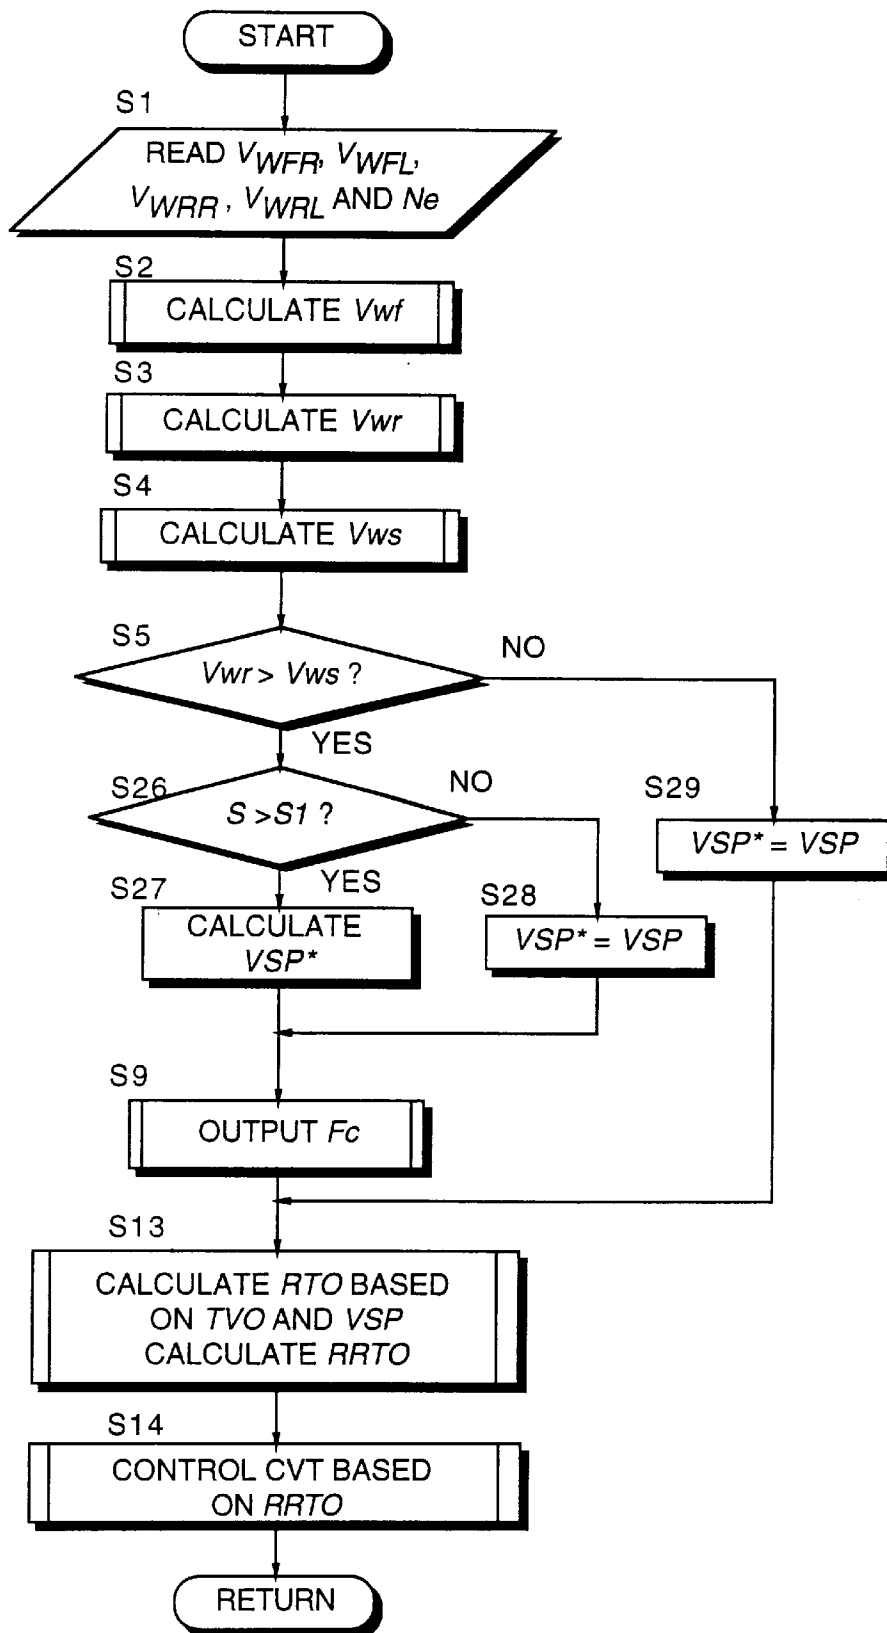 START
S1
READ VWFR, VWFL,
VWRR, VWRL AND Ne
S2
CALCULATE Vwf
S3
CALCULATE Vwr
S4
CALCULATE Vws
S5
Vwr > Vws ?
NO
YES
S26
S >S1 ?
NO
YES
S29
VSP* = VSP
S27
CALCULATE
VSP*
S28
VSP* = VSP
S9
OUTPUT Fc
S13
CALCULATE RTO BASED
ON TVO AND VSP
CALCULATE RRTO
S14
CONTROL CVT BASED
ON RRTO
RETURN